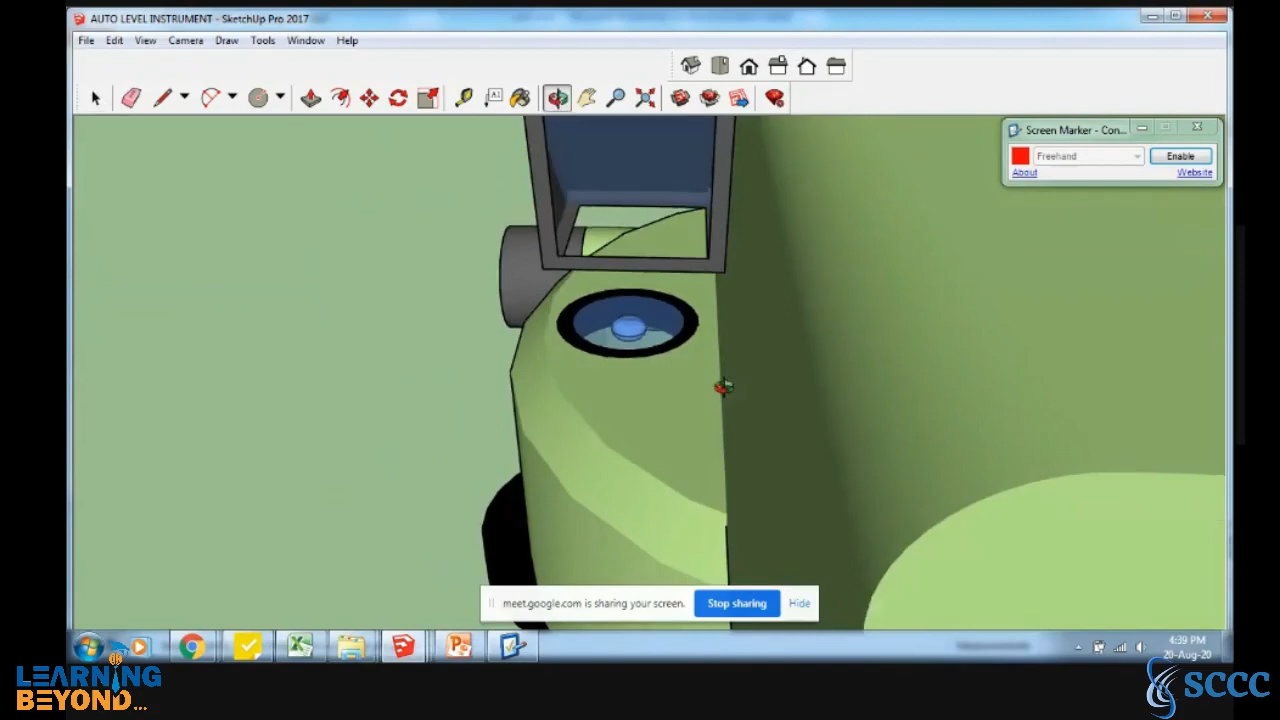 AUTO LEVEL INSTRUMENT - SketchUp Pro 2017
File Edit View Camera Draw Tools Window Help
A1
Screen Marker - Con...
Freehand
Enable
About
Website
meet.google.com is sharing your screen.
Stop sharing
Hide
4:39 PM
20-Aug-20
LEARNING
BEYOND...
SCCC